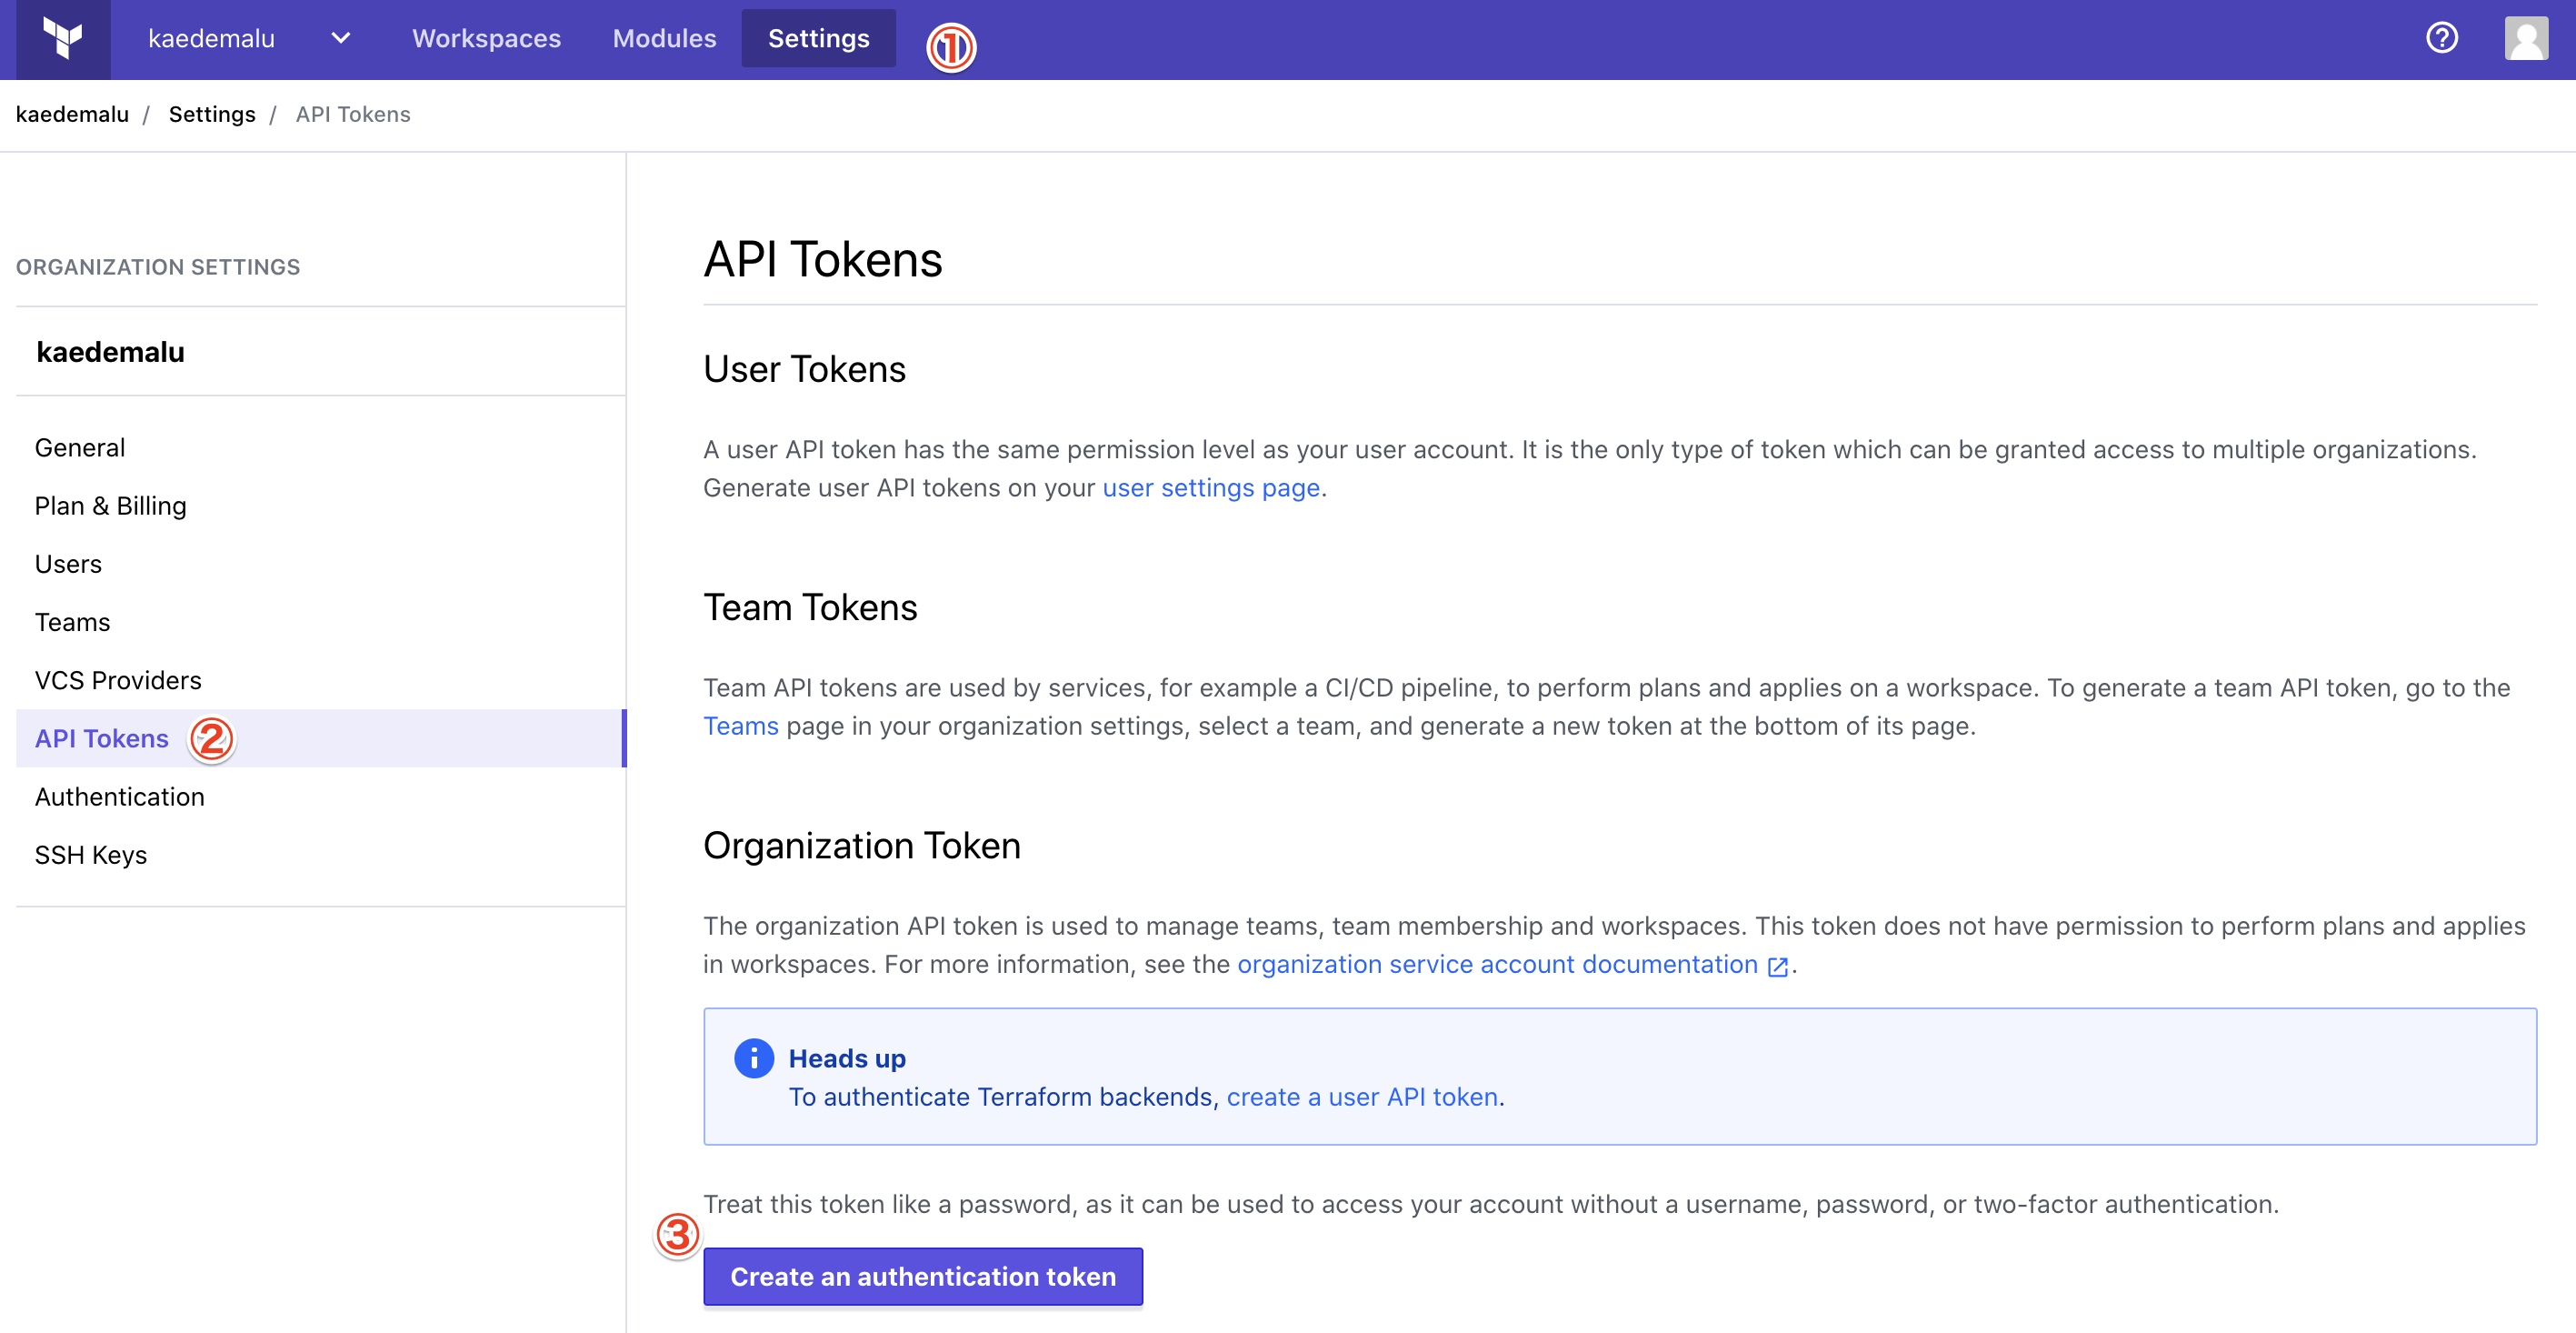 kaedemalu Workspaces Modules Settings ①
kaedemalu / Settings / API Tokens
ORGANIZATION SETTINGS
kaedemalu
General
Plan & Billing
Users
Teams
VCS Providers
API Tokens ②
Authentication
SSH Keys
API Tokens
User Tokens
A user API token has the same permission level as your user account. It is the only type of token which can be granted access to multiple organizations.
Generate user API tokens on your user settings page.
Team Tokens
Team API tokens are used by services, for example a CI/CD pipeline, to perform plans and applies on a workspace. To generate a team API token, go to the
Teams page in your organization settings, select a team, and generate a new token at the bottom of its page.
Organization Token
The organization API token is used to manage teams, team membership and workspaces. This token does not have permission to perform plans and applies
in workspaces. For more information, see the organization service account documentation.
Heads up
To authenticate Terraform backends, create a user API token.
Treat this token like a password, as it can be used to access your account without a username, password, or two-factor authentication.
③
Create an authentication token